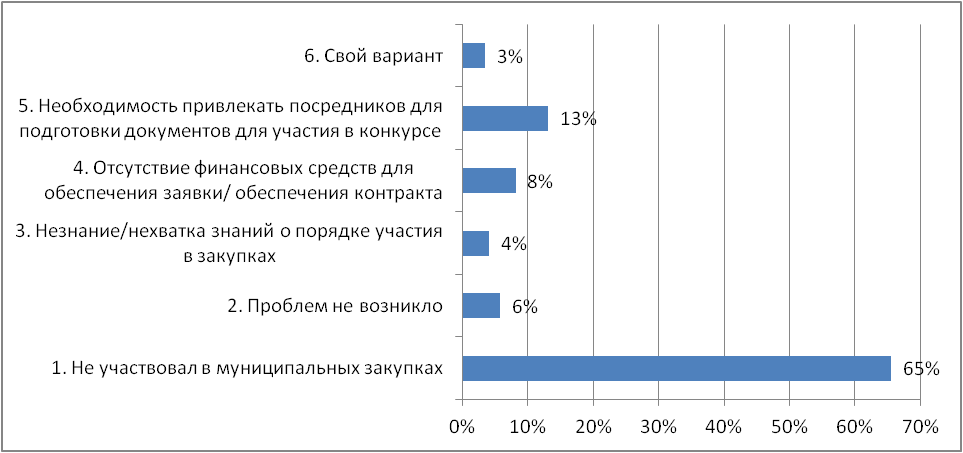 6. Свой вариант
3%
5. Необходимость привлекать посредников для
подготовки документов для участия в конкурсе
13%
4. Отсутствие финансовых средств для
обеспечения заявки/ обеспечения контракта
8%
3. Незнание/нехватка знаний о порядке участия
в закупках
4%
2. Проблем не возникло
6%
1. Не участвовал в муниципальных закупках
65%
0% 10% 20% 30% 40% 50% 60% 70%